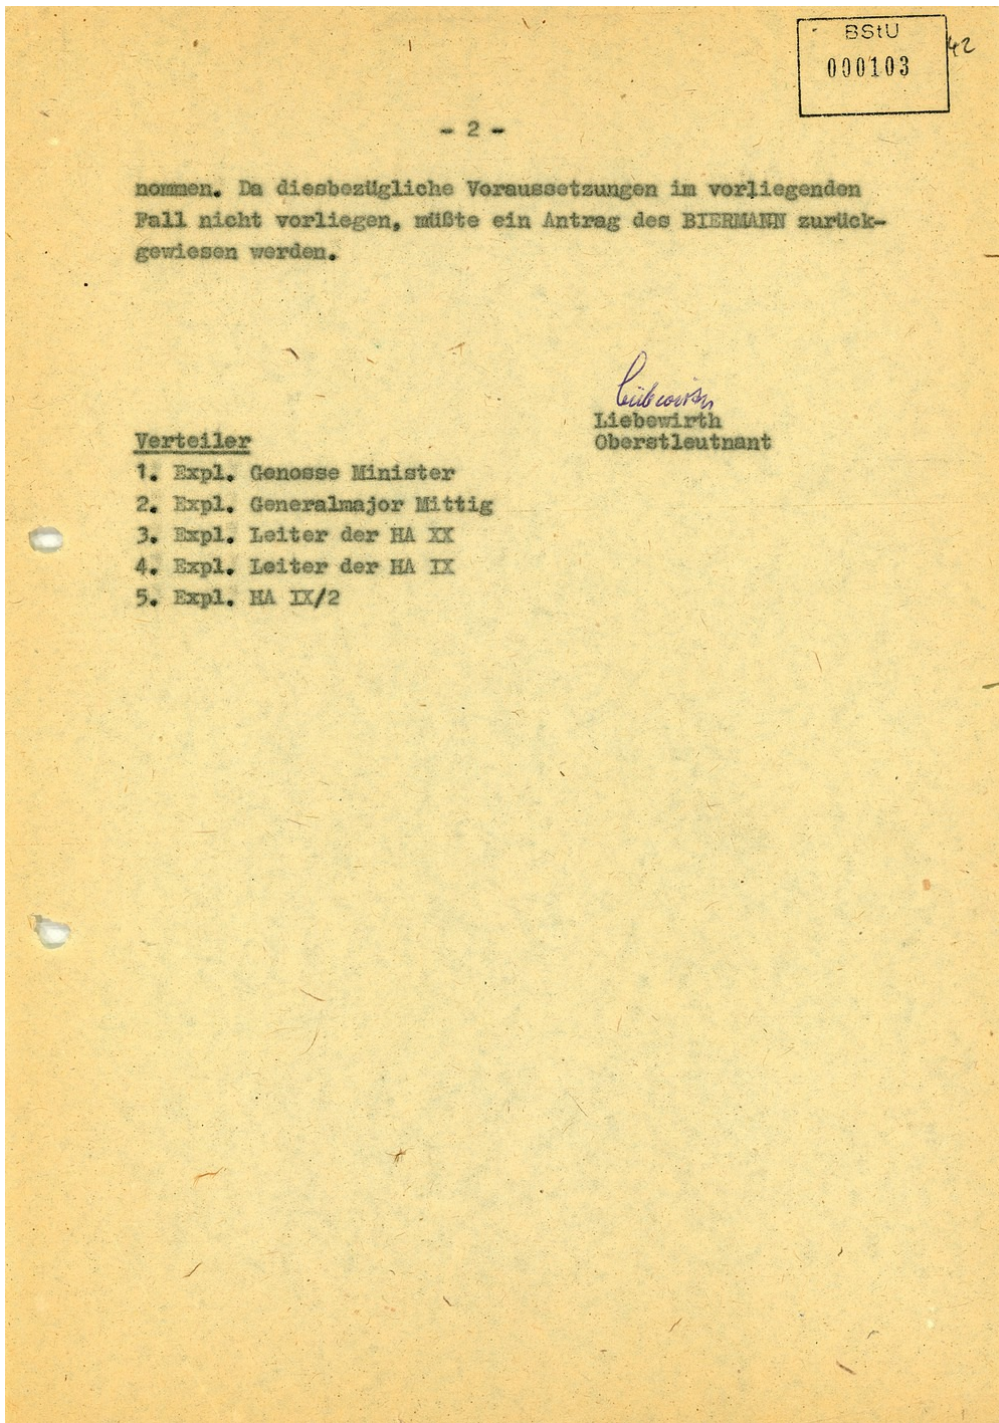 BStU
000103
42
- 2 -
nommen. Da diesbezügliche Voraussetzungen im vorliegenden
Fall nicht vorliegen, müßte ein Antrag des BIERMANN zurück-
gewiesen werden.
Liebewirth
Liebewirth
Oberstleutnant
Verteiler
1. Expl. Genosse Minister
2. Expl. Generalmajor Mittig
3. Expl. Leiter der HA XX
4. Expl. Leiter der HA IX
5. Expl. HA IX/2